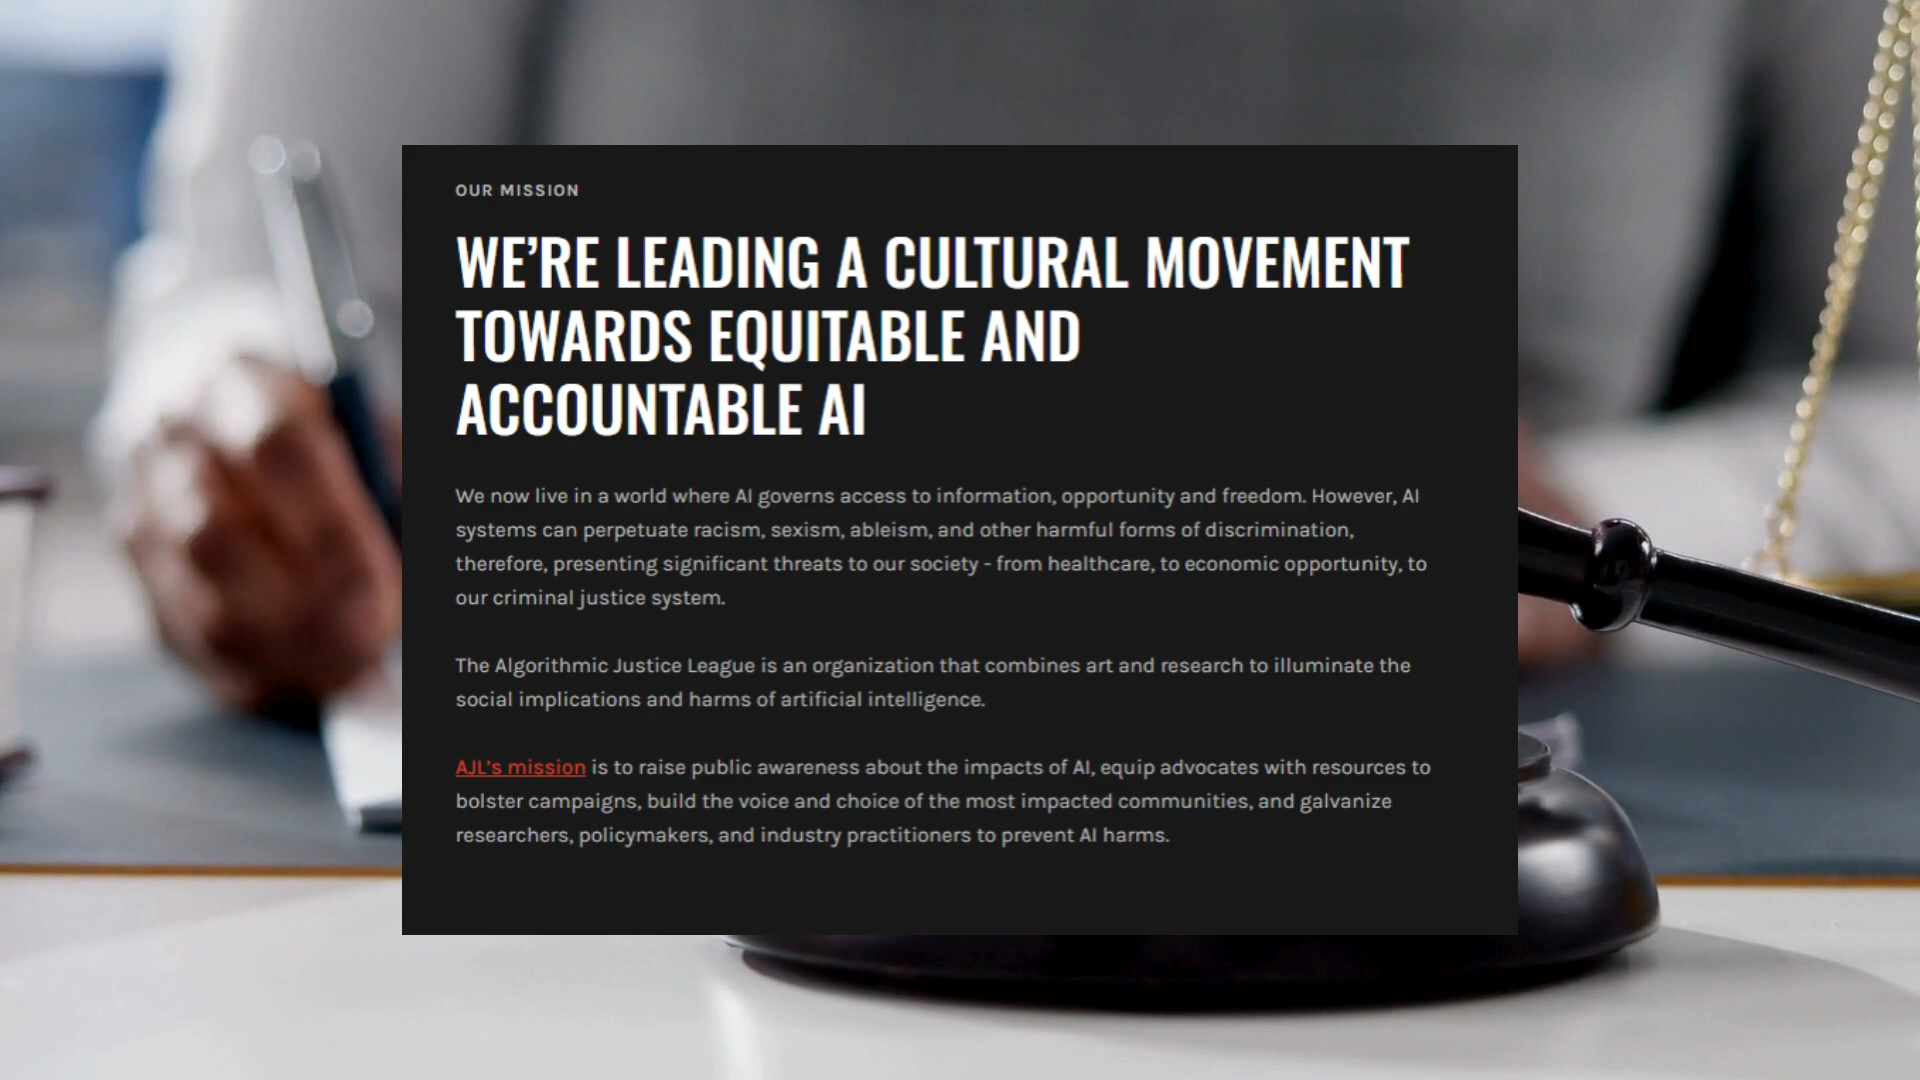 OUR MISSION
WE’RE LEADING A CULTURAL MOVEMENT
TOWARDS EQUITABLE AND
ACCOUNTABLE AI
We now live in a world where AI governs access to information, opportunity and freedom. However, AI
systems can perpetuate racism, sexism, ableism, and other harmful forms of discrimination,
therefore, presenting significant threats to our society - from healthcare, to economic opportunity, to
our criminal justice system.
The Algorithmic Justice League is an organization that combines art and research to illuminate the
social implications and harms of artificial intelligence.
AJL’s mission is to raise public awareness about the impacts of AI, equip advocates with resources to
bolster campaigns, build the voice and choice of the most impacted communities, and galvanize
researchers, policymakers, and industry practitioners to prevent AI harms.